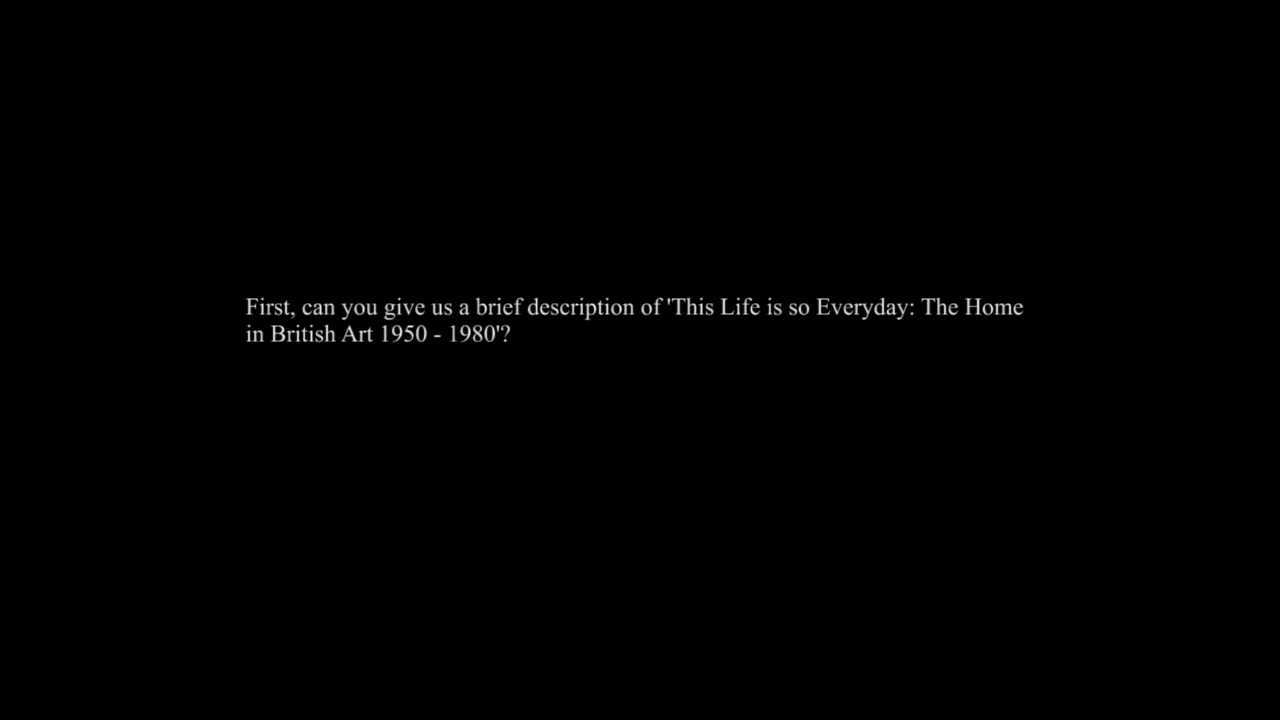 First, can you give us a brief description of 'This Life is so Everyday: The Home
in British Art 1950 - 1980'?